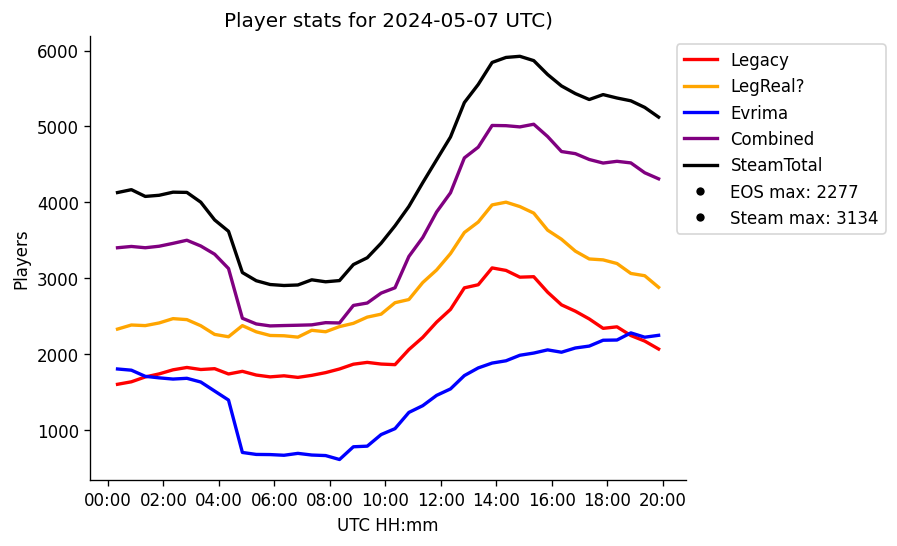 Player stats for 2024-05-07 UTC)
Legacy
LegReal?
Evrima
Combined
SteamTotal
EOS max: 2277
Steam max: 3134
Players
6000
5000
4000
3000
2000
1000
00:00 02:00 04:00 06:00 08:00 10:00 12:00 14:00 16:00 18:00 20:00
UTC HH:mm